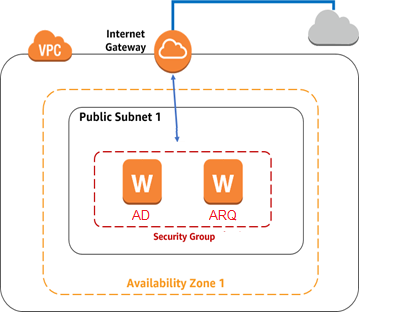 Internet
Gateway
VPC
Public Subnet 1
W
W
AD
ARQ
Security Group
Availability Zone 1